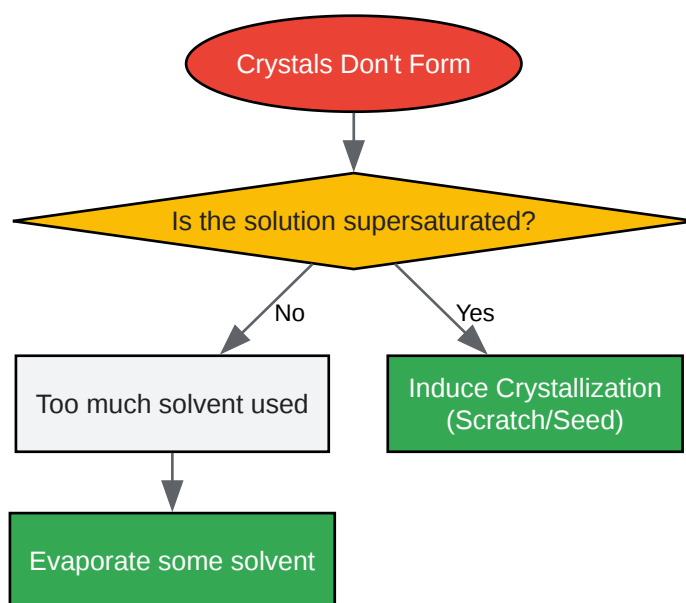 Crystals Don't Form
Is the solution supersaturated?
No
Yes
Too much solvent used
Induce Crystallization
(Scratch/Seed)
Evaporate some solvent